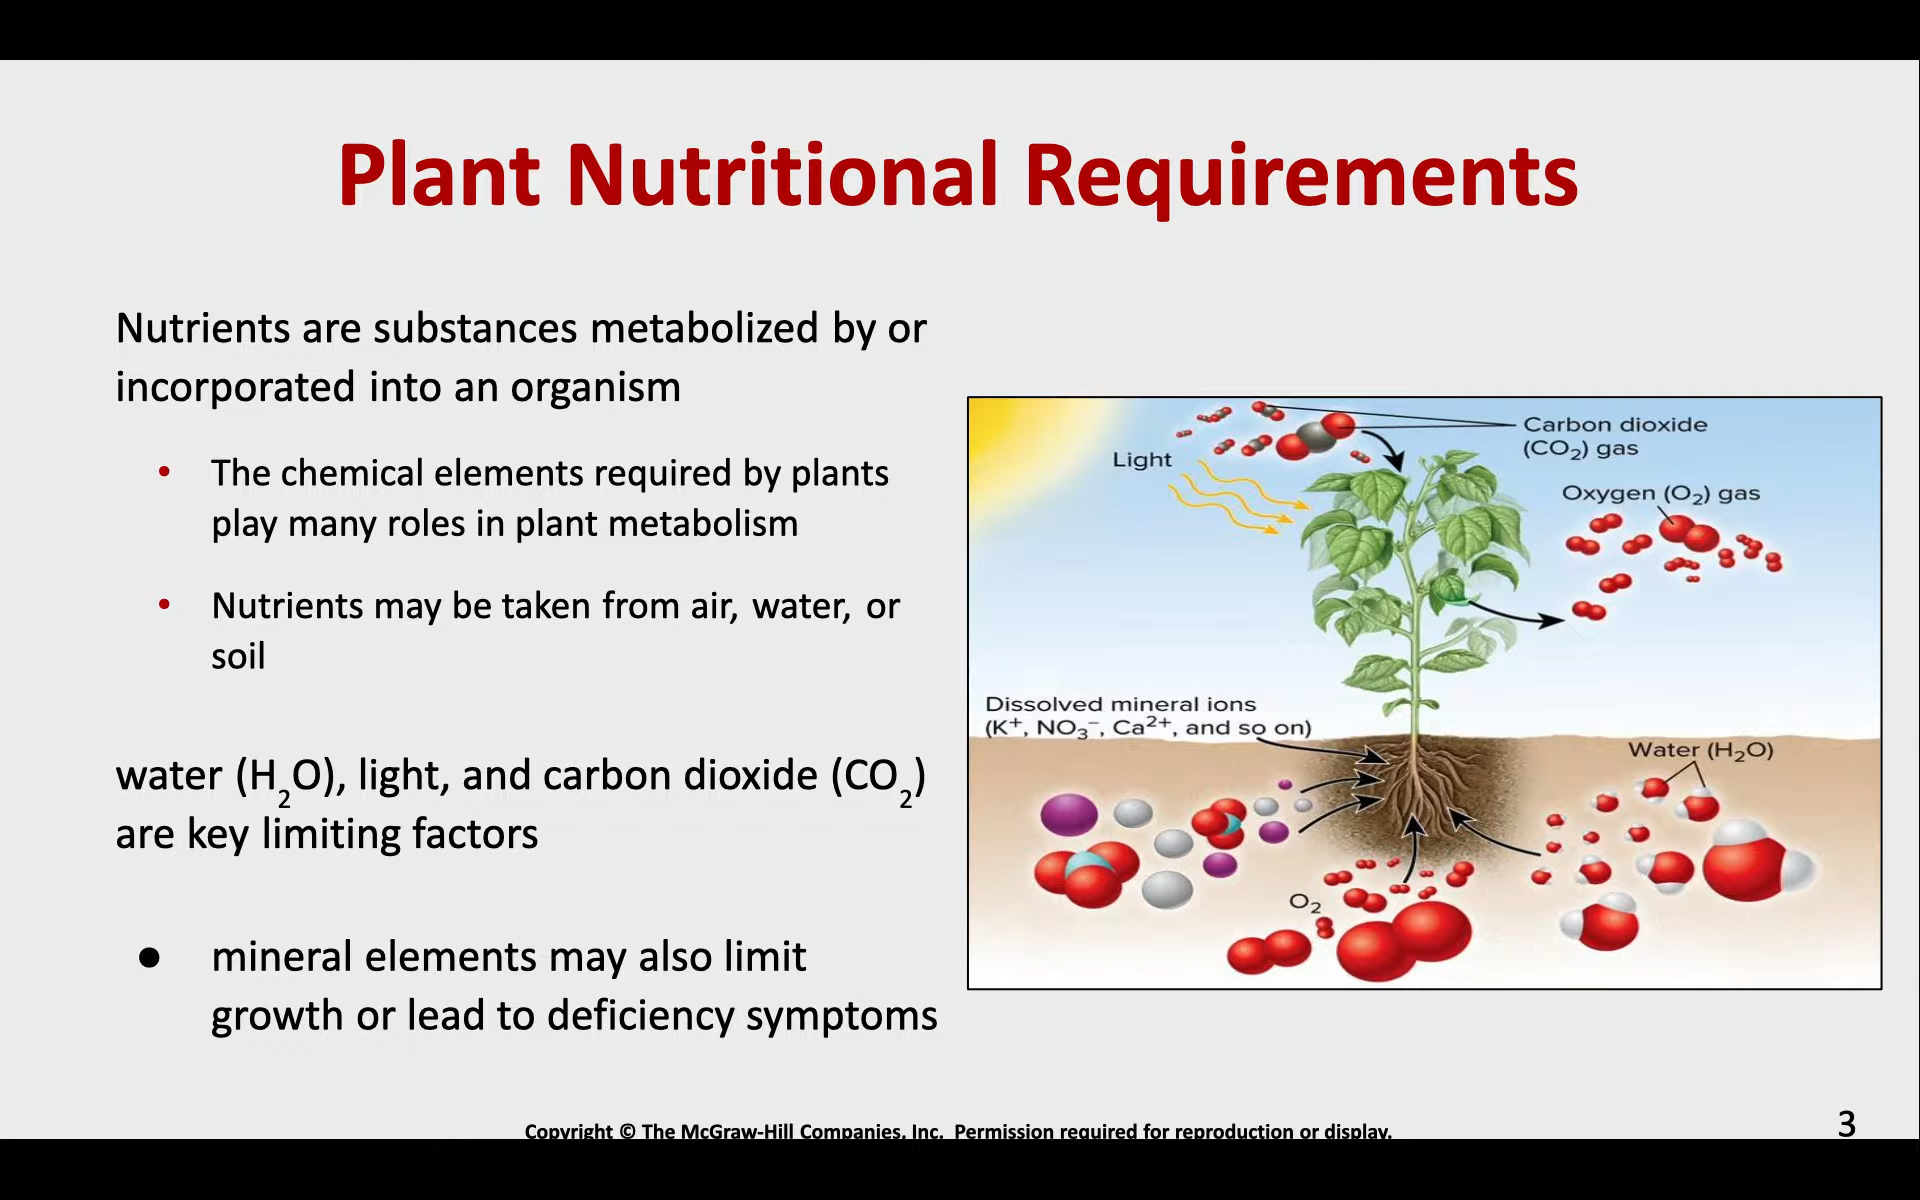 Plant Nutritional Requirements
Nutrients are substances metabolized by or
incorporated into an organism
• The chemical elements required by plants
play many roles in plant metabolism
• Nutrients may be taken from air, water, or
soil
water (H₂O), light, and carbon dioxide (CO₂)
are key limiting factors
● mineral elements may also limit
growth or lead to deficiency symptoms
Light
Carbon dioxide
(CO₂) gas
Oxygen (O₂) gas
Dissolved mineral ions
(K⁺, NO₃⁻, Ca²⁺, and so on)
Water (H₂O)
O₂
Copyright © The McGraw-Hill Companies, Inc. Permission required for reproduction or display.
3